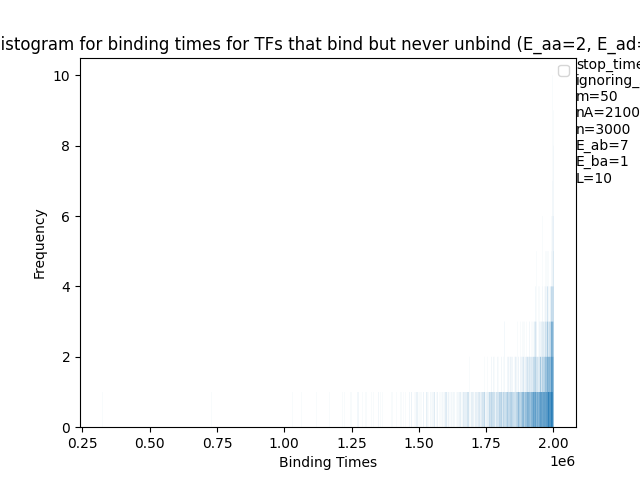 istogram for binding times for TFs that bind but never unbind (E_aa=2, E_ad=
stop_time
ignoring_
m=50
nA=2100
n=3000
E_ab=7
E_ba=1
L=10
10
8
6
4
2
0
Frequency
0.25 0.50 0.75 1.00 1.25 1.50 1.75 2.00
1e6
Binding Times